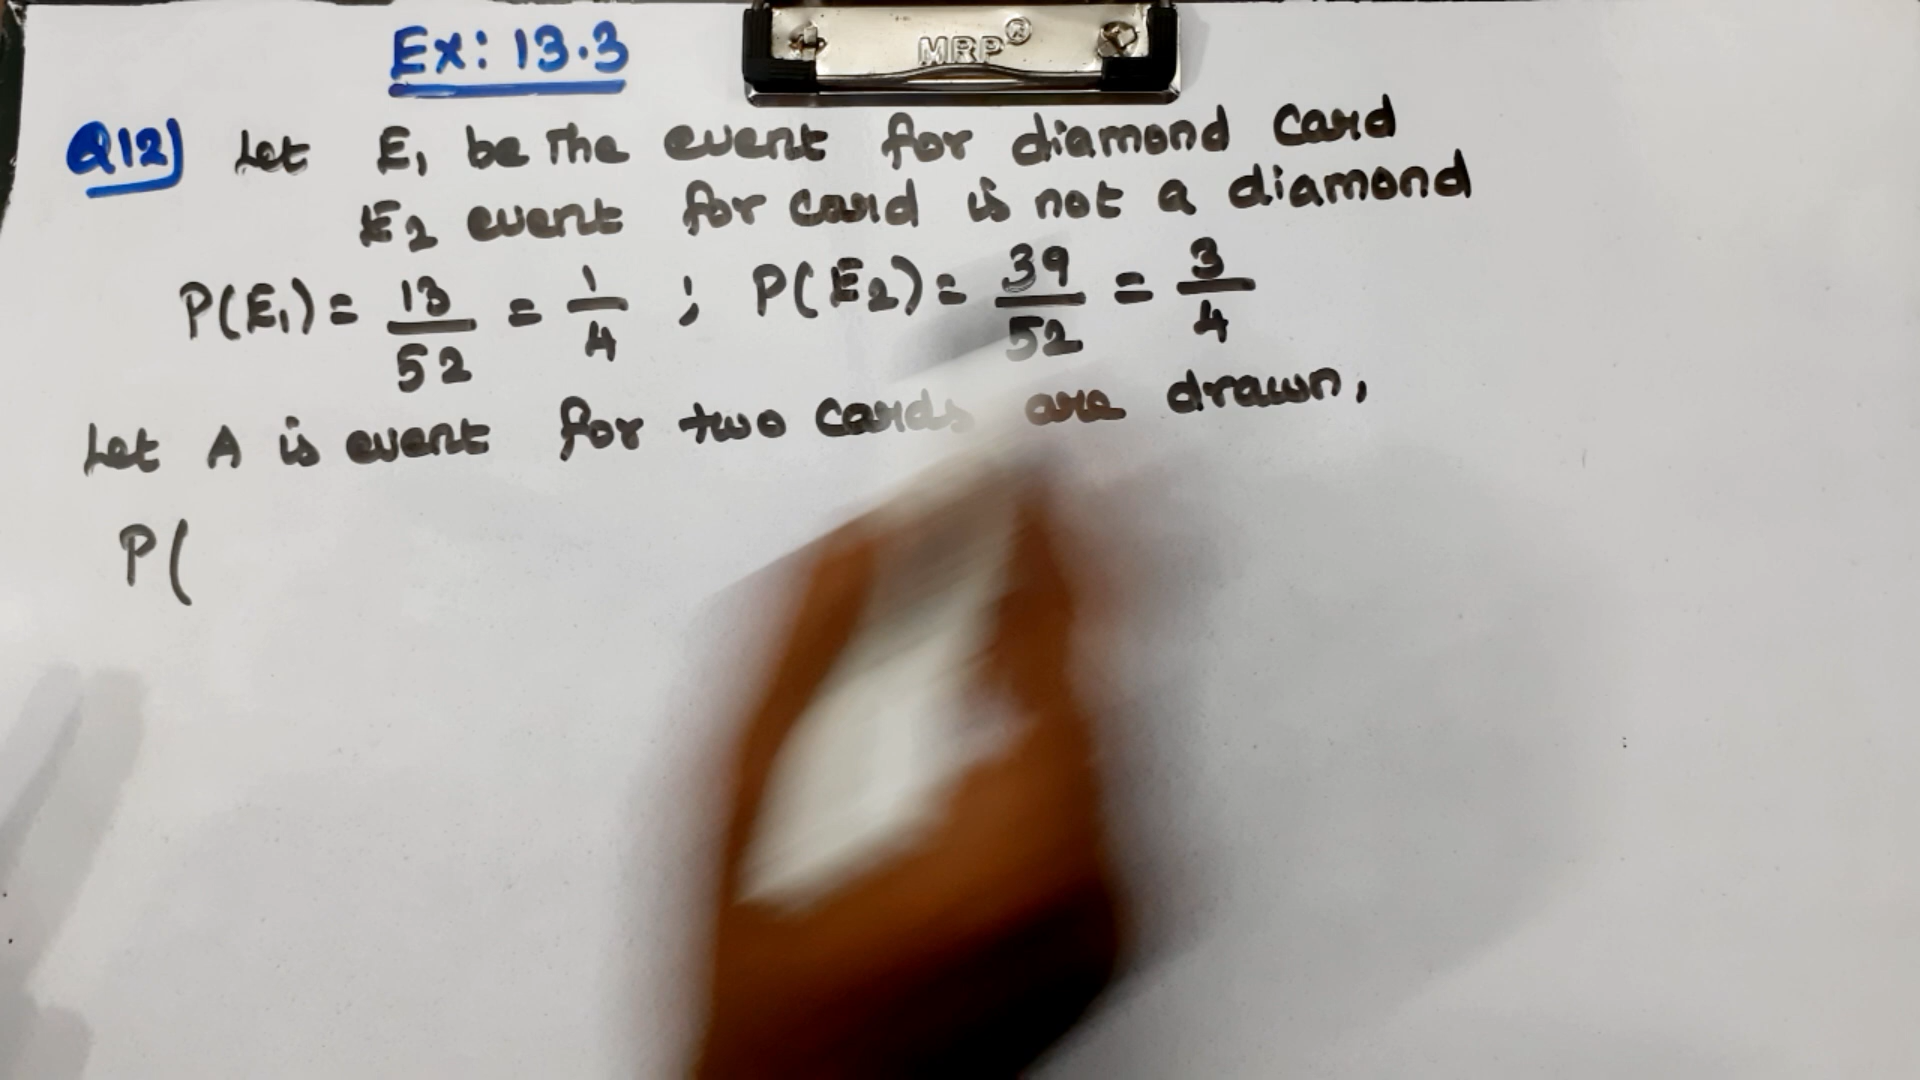 Ex: 13.3
MRP®
Q12) Let E₁ be the event for diamond card
E₂ event for card is not a diamond
P(E₁) = 13/52 = 1/4 ; P(E₂) = 39/52 = 3/4
Let A is event for two cards are drawn,
P(